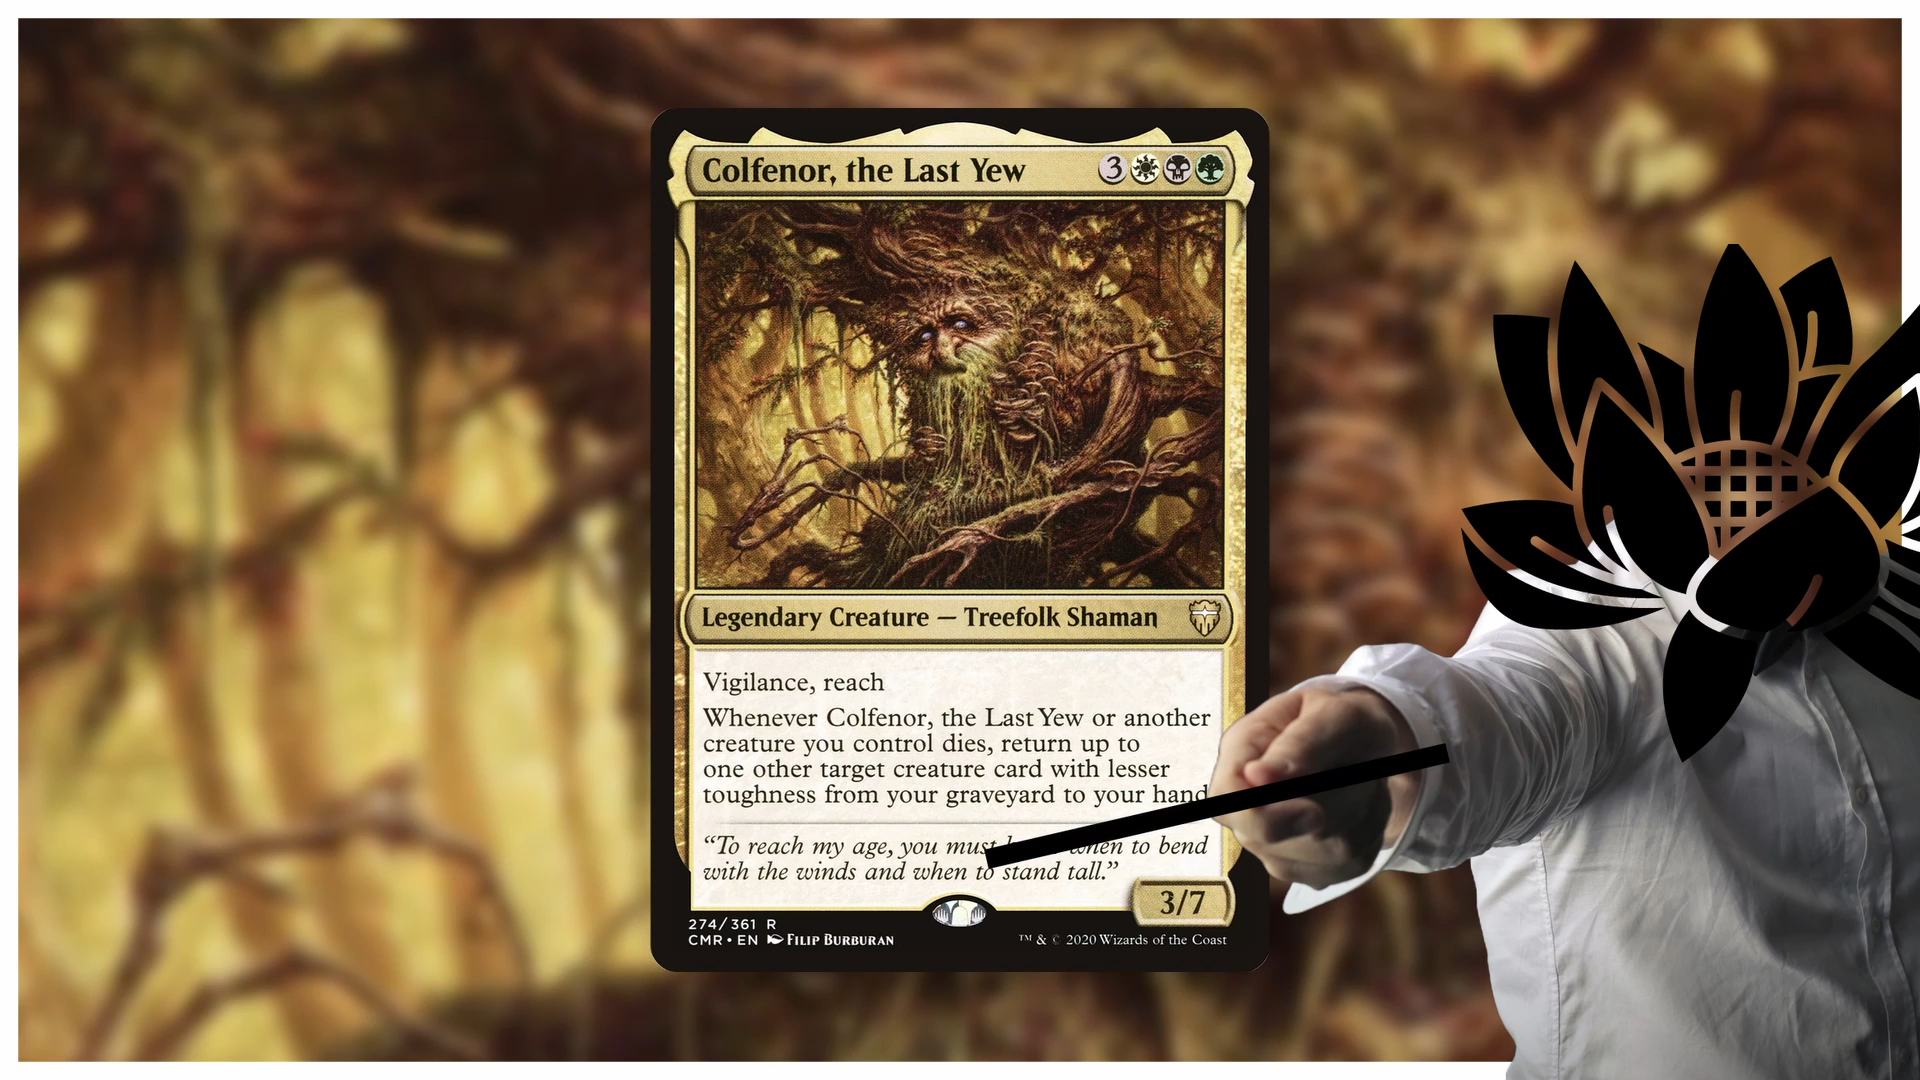 Colfenor, the Last Yew 3
Legendary Creature — Treefolk Shaman
Vigilance, reach
Whenever Colfenor, the Last Yew or another
creature you control dies, return up to
one other target creature card with lesser
toughness from your graveyard to your hand
“To reach my age, you must when to bend
with the winds and when to stand tall.”
3/7
274/361 R
CMR • EN Filip Burburan
™ & © 2020 Wizards of the Coast